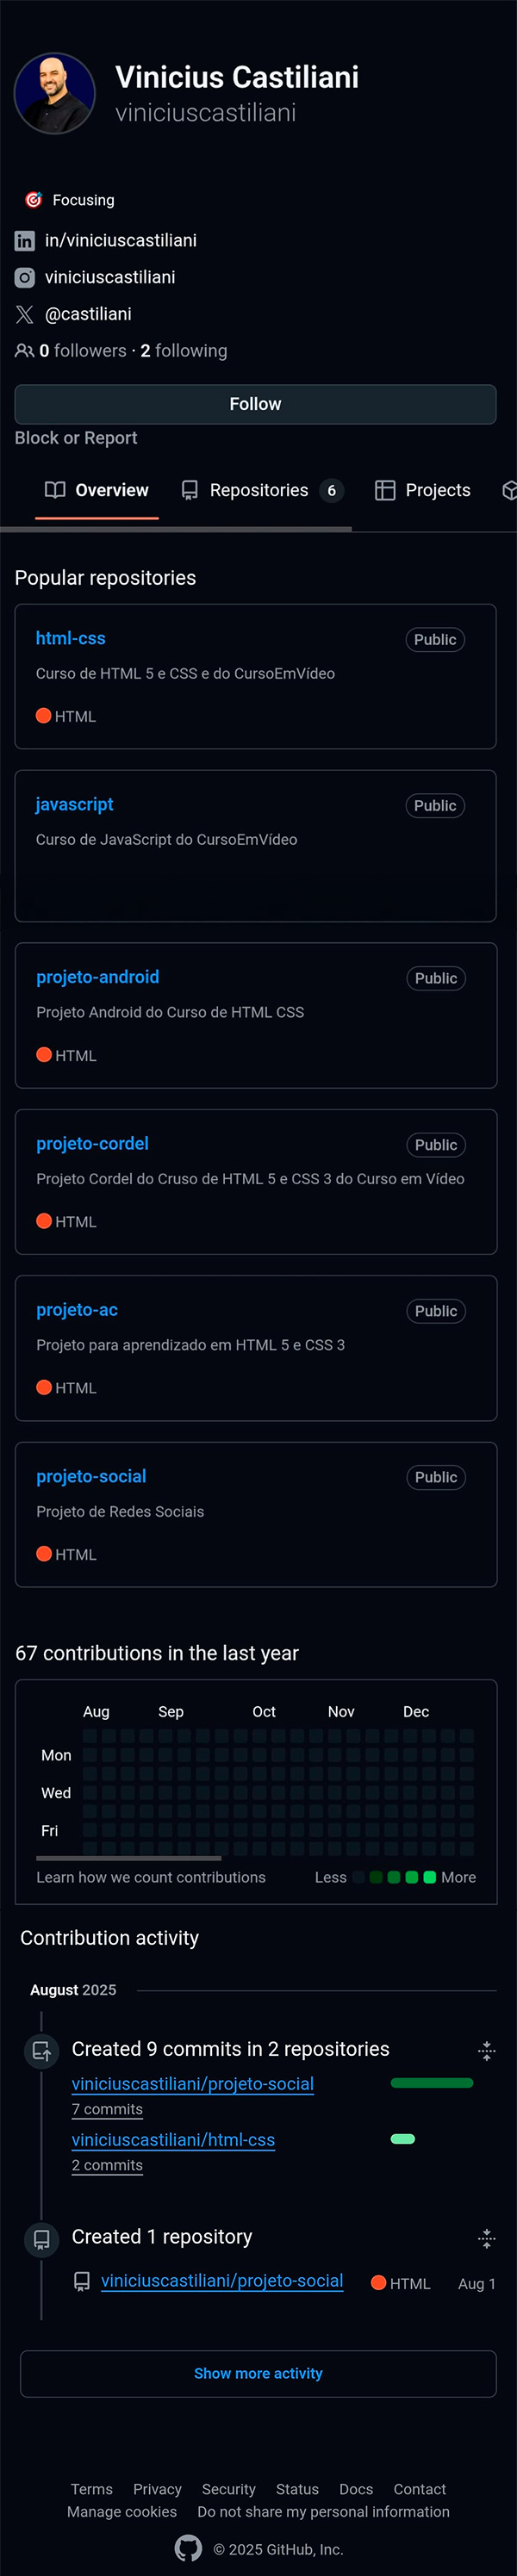 Vinicius Castiliani
viniciuscastiliani
Focusing
in/viniciuscastiliani
viniciuscastiliani
@castiliani
0 followers · 2 following
Follow
Block or Report
Overview Repositories 6 Projects
Popular repositories
html-css Public
Curso de HTML 5 e CSS e do CursoEmVídeo
HTML
javascript Public
Curso de JavaScript do CursoEmVídeo
projeto-android Public
Projeto Android do Curso de HTML CSS
HTML
projeto-cordel Public
Projeto Cordel do Cruso de HTML 5 e CSS 3 do Curso em Vídeo
HTML
projeto-ac Public
Projeto para aprendizado em HTML 5 e CSS 3
HTML
projeto-social Public
Projeto de Redes Sociais
HTML
67 contributions in the last year
Aug Sep Oct Nov Dec
Mon
Wed
Fri
Learn how we count contributions Less More
Contribution activity
August 2025
Created 9 commits in 2 repositories
viniciuscastiliani/projeto-social
7 commits
viniciuscastiliani/html-css
2 commits
Created 1 repository
viniciuscastiliani/projeto-social HTML Aug 1
Show more activity
Terms Privacy Security Status Docs Contact
Manage cookies Do not share my personal information
© 2025 GitHub, Inc.